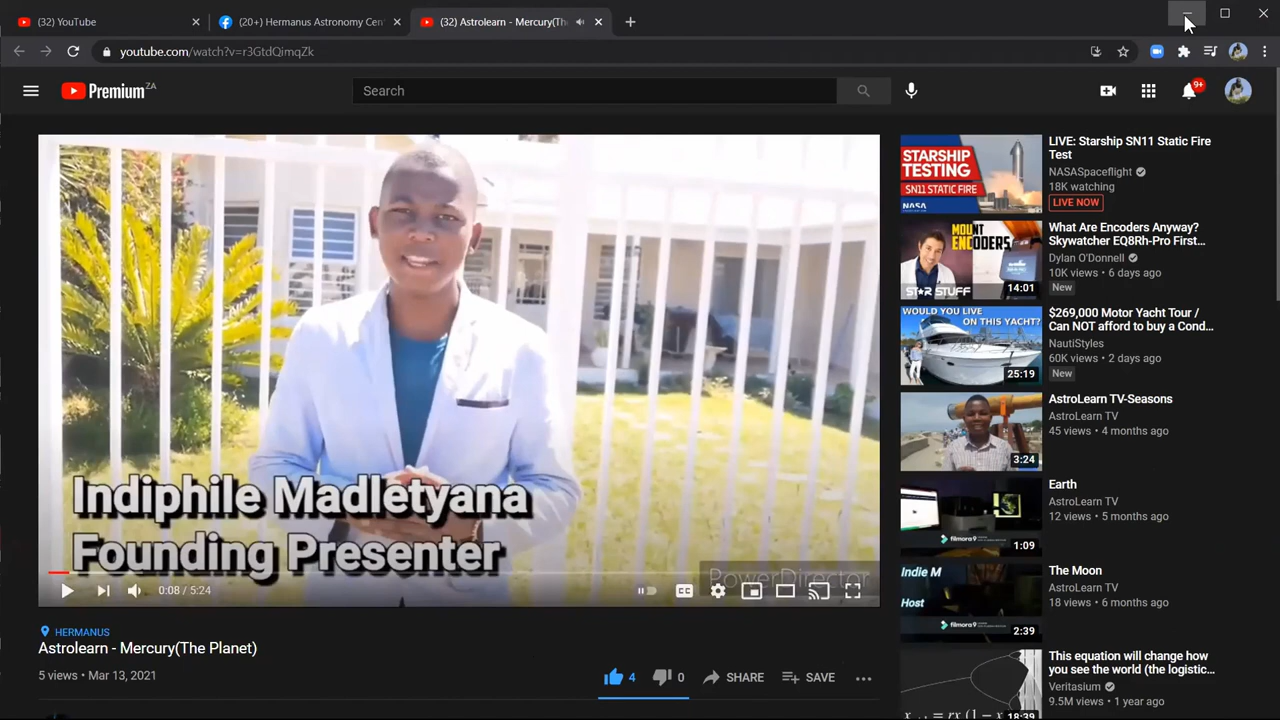 (32) YouTube
(20+) Hermanus Astronomy Cen
(32) Astrolearn - Mercury(The
youtube.com/watch?v=r3GtdQimqZk
Premium ZA
Search
9+
Indiphile Madletyana
Founding Presenter
PowerDirector
0:08 / 5:24
CC
HERMANUS
Astrolearn - Mercury(The Planet)
5 views • Mar 13, 2021
4
0
SHARE
SAVE
STARSHIP
TESTING
SN11 STATIC FIRE
NASA
LIVE: Starship SN11 Static Fire
Test
NASASpaceflight
18K watching
LIVE NOW
MOUNT
ENCODERS
STAR STUFF
14:01
What Are Encoders Anyway?
Skywatcher EQ8Rh-Pro First...
Dylan O'Donnell
10K views • 6 days ago
New
WOULD YOU LIVE
ON THIS YACHT?
25:19
$269,000 Motor Yacht Tour /
Can NOT afford to buy a Cond...
NautiStyles
60K views • 2 days ago
New
3:24
AstroLearn TV-Seasons
AstroLearn TV
45 views • 4 months ago
filmora9
1:09
Earth
AstroLearn TV
12 views • 5 months ago
Indie M
Host
filmora9
2:39
The Moon
AstroLearn TV
18 views • 6 months ago
18:39
This equation will change how
you see the world (the logistic...
Veritasium
9.5M views • 1 year ago